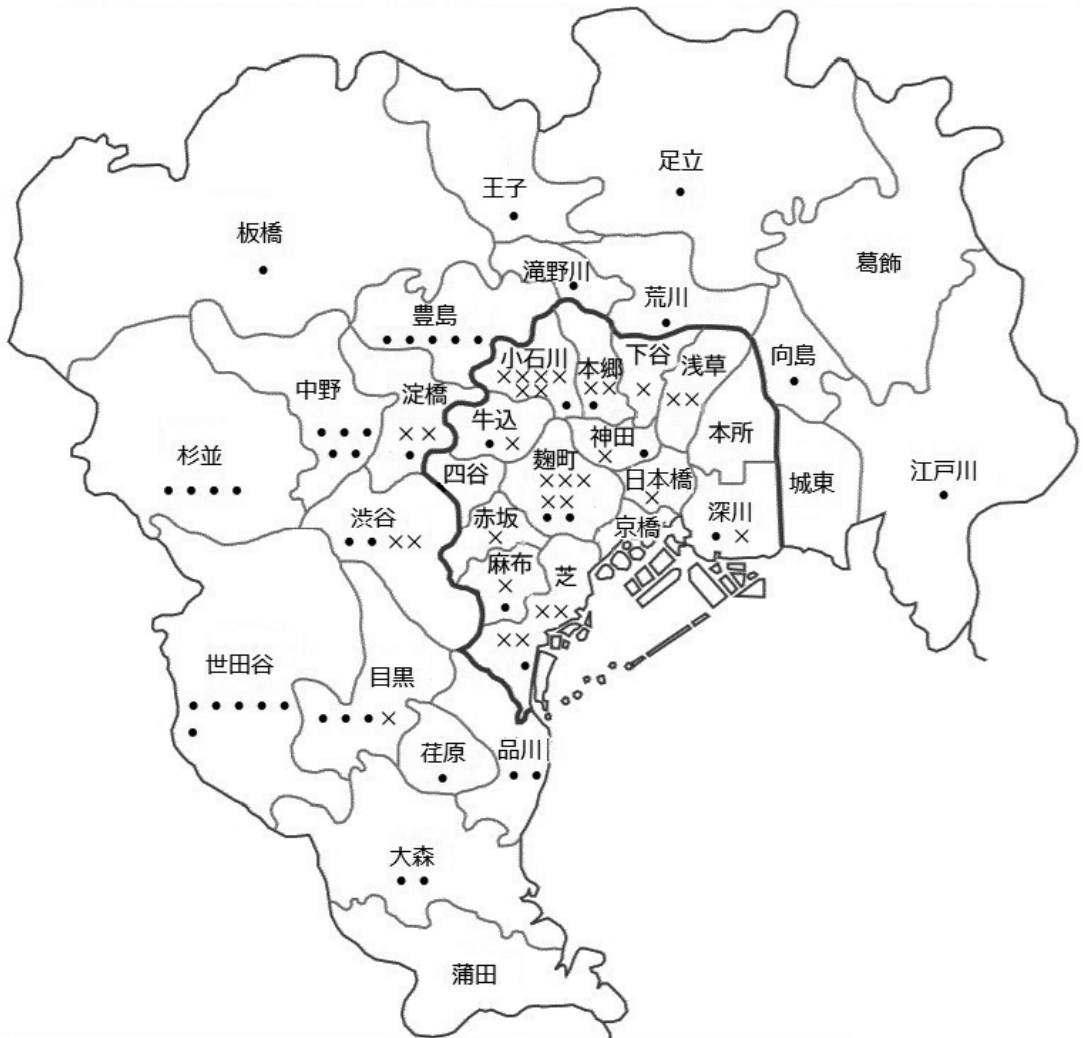 足立
王子
板橋
葛飾
滝野川
荒川
豊島
小石川
本郷
下谷
浅草
向島
中野
淀橋
牛込
神田
本所
杉並
四谷
麹町
日本橋
城東
江戸川
渋谷
赤坂
京橋
深川
麻布
芝
世田谷
目黒
荏原
品川
大森
蒲田